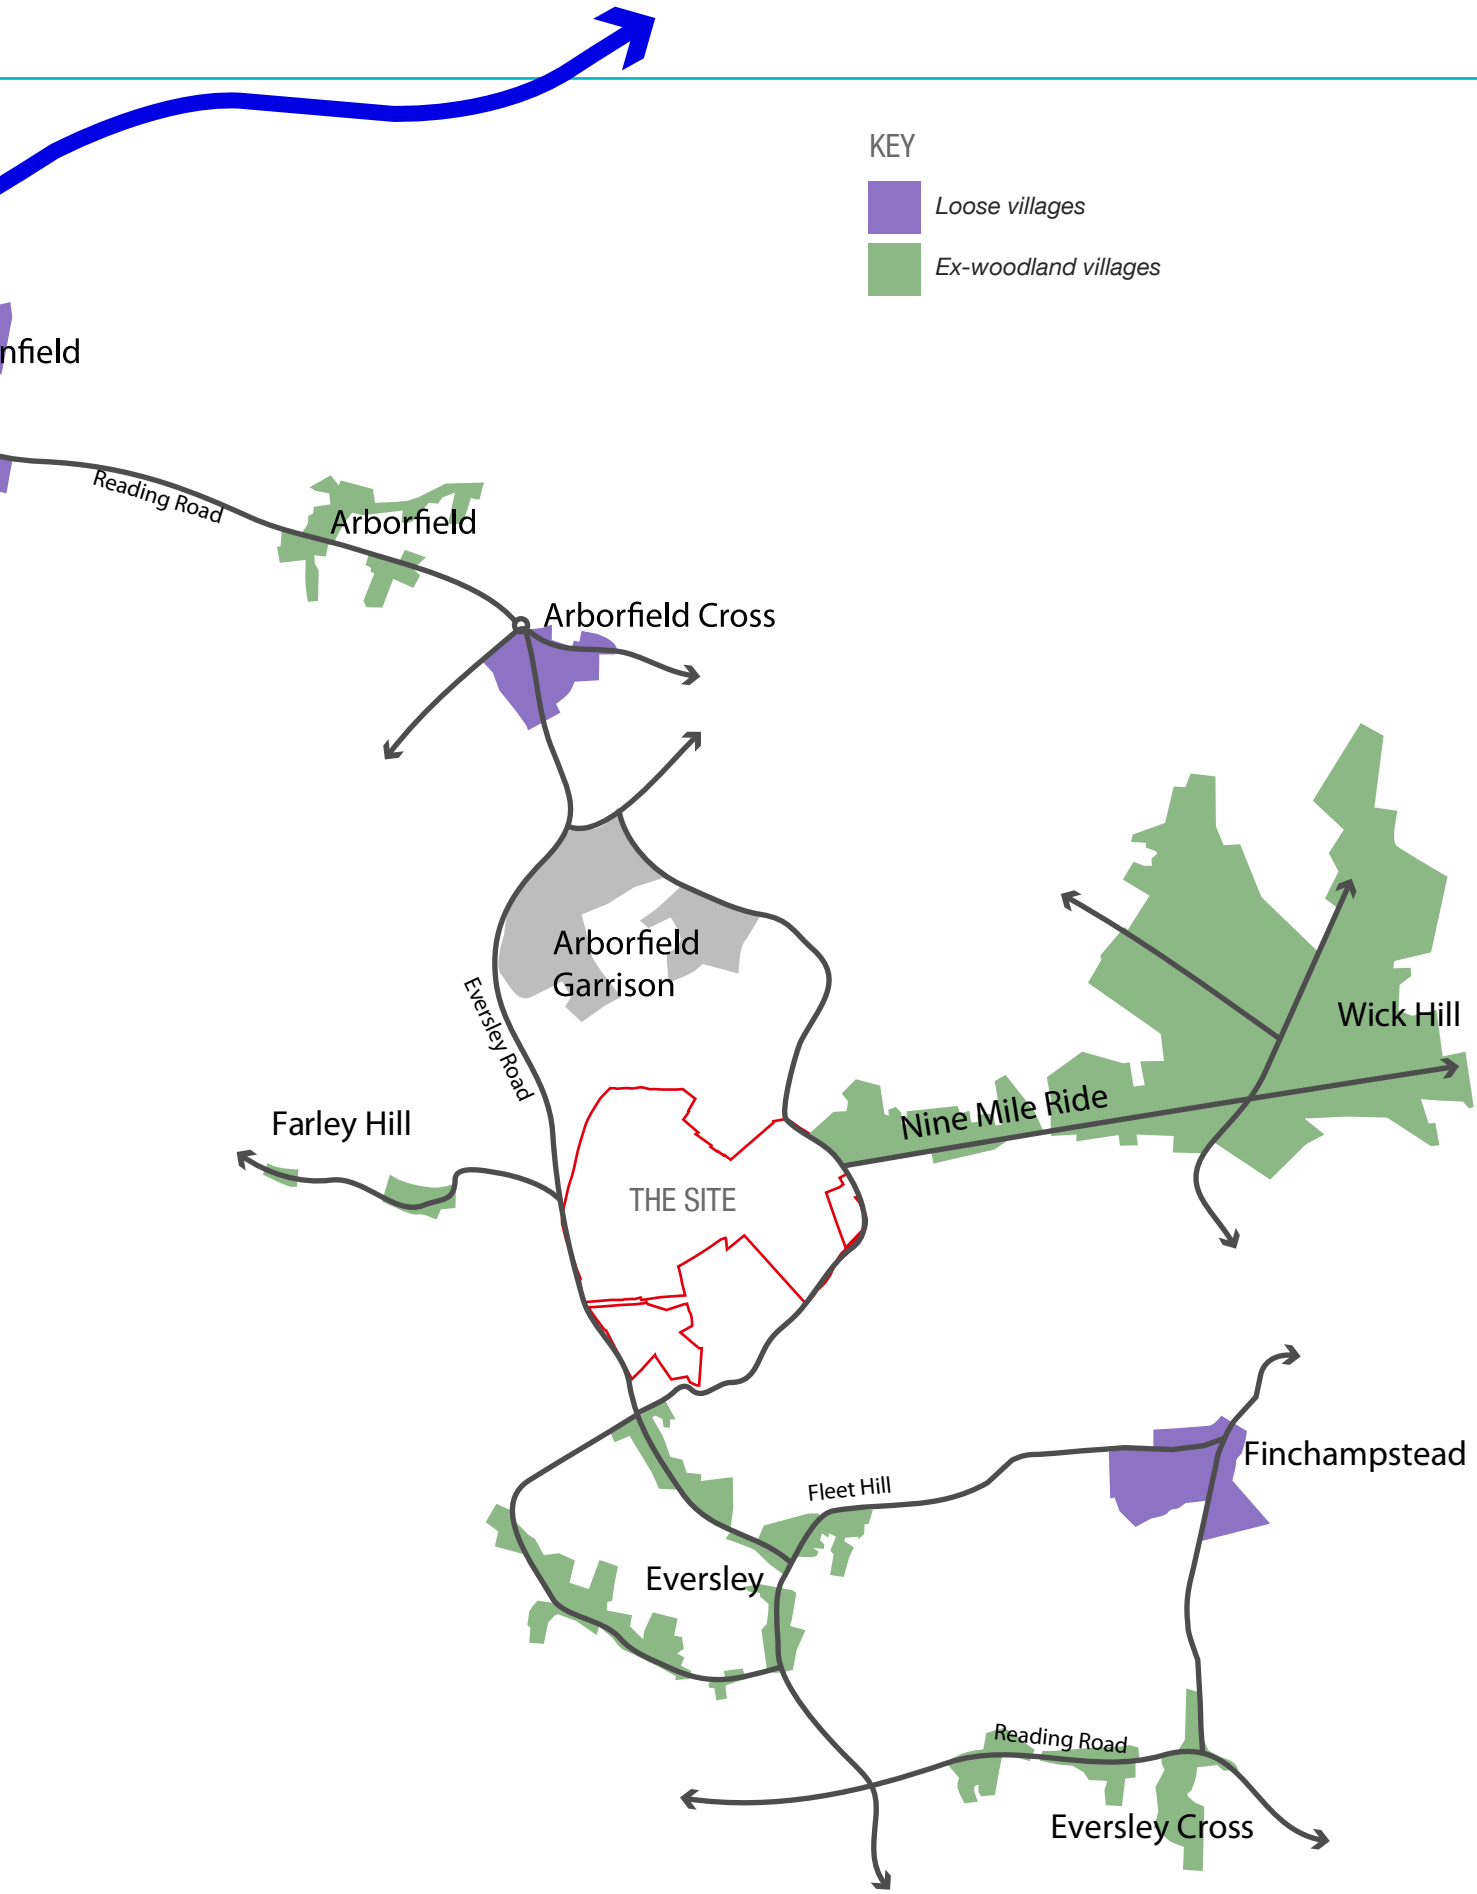 KEY
Loose villages
Ex-woodland villages
nfield
Reading Road
Arborfield
Arborfield Cross
Arborfield
Garrison
Eversley Road
Wick Hill
Nine Mile Ride
Farley Hill
THE SITE
Finchampstead
Fleet Hill
Eversley
Reading Road
Eversley Cross